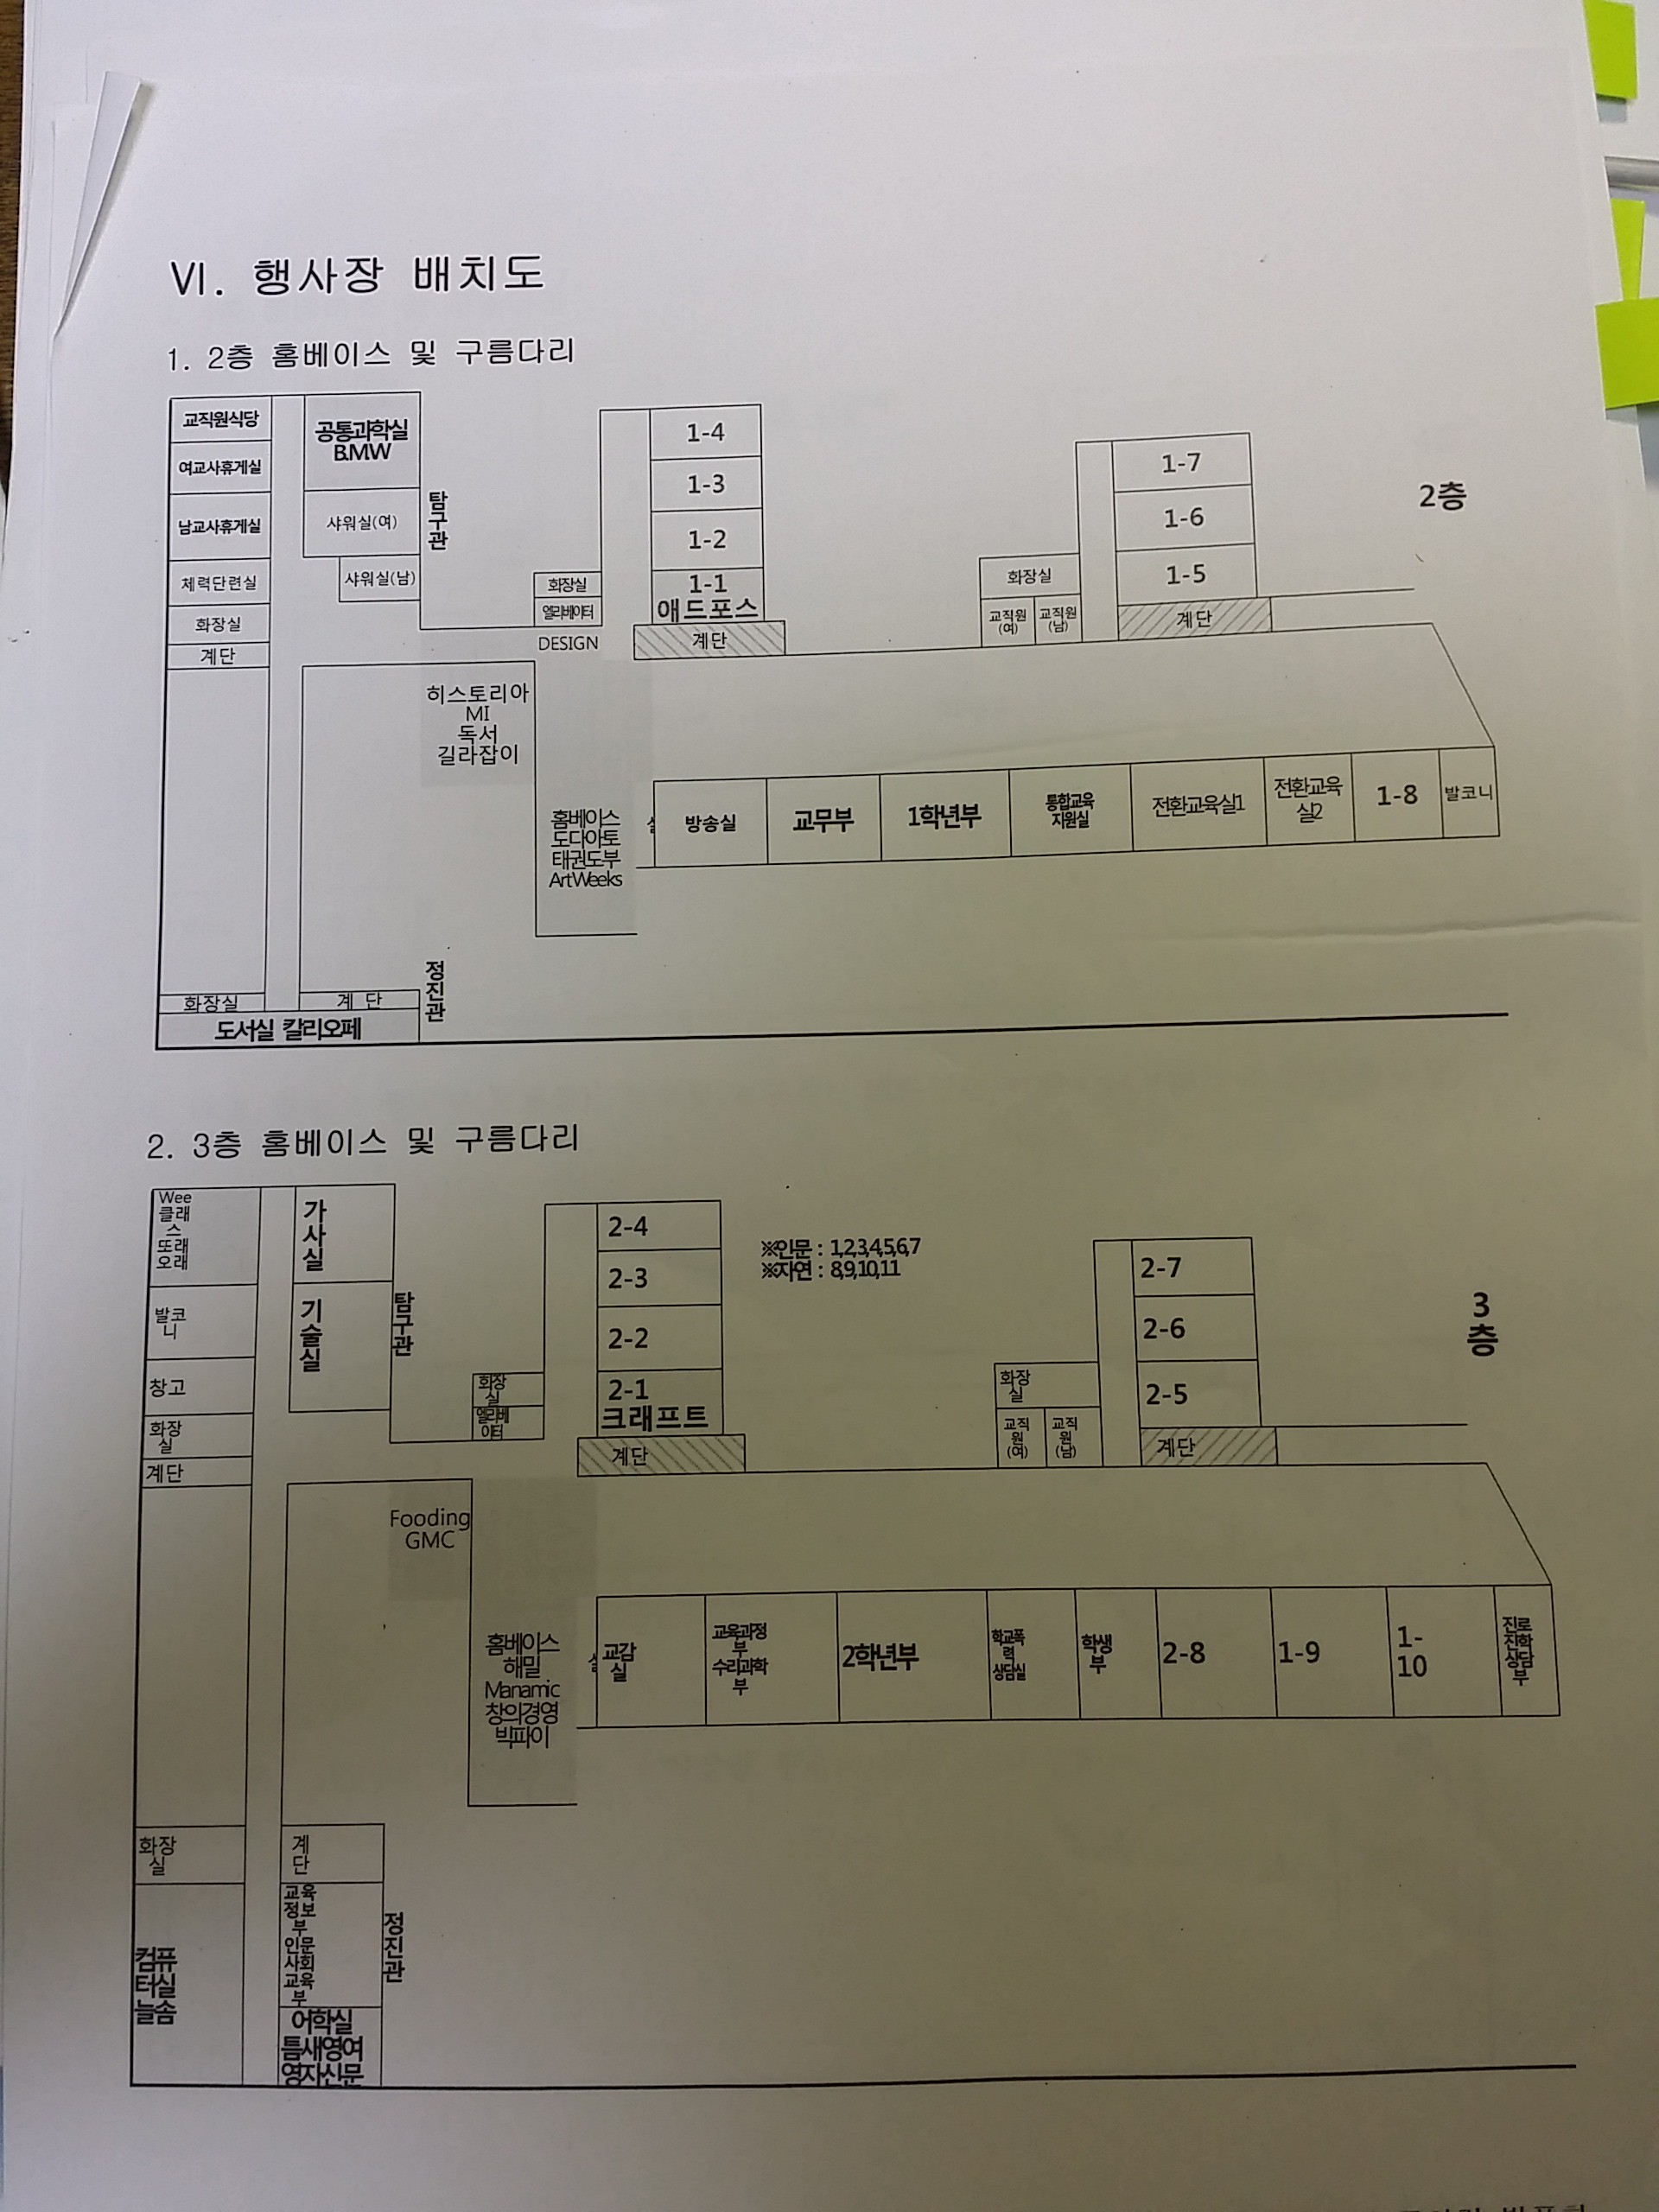 VI. 행사장 배치도
1. 2층 홈베이스 및 구름다리
교직원식당
여교사휴게실
남교사휴게실
체력단련실
화장실
계단
공통과학실
B.M.W
샤워실(여)
샤워실(남)
탐구관
화장실
엘리베이터
DESIGN
1-4
1-3
1-2
1-1
애드포스
계단
화장실
교직원
(여)
교직원
(남)
1-7
1-6
1-5
계단
2층
히스토리아
MI
독서
길라잡이
홈베이스
도다아토
태권도부
ArtWeeks
방송실
교무부
1학년부
통합교육
지원실
전환교육실1
전환교육
실2
1-8
발코니
화장실
계 단
정진관
도서실 칼리오페
2. 3층 홈베이스 및 구름다리
Wee
클래
스
또래
오래
발코
니
창고
화장
실
계단
가사실
기술실
탐구관
화장
실
엘리베
이터
2-4
2-3
2-2
2-1
크래프트
계단
※인문 : 1,2,3,4,5,6,7
※자연 : 8,9,10,11
화장
실
교직
원
(여)
교직
원
(남)
2-7
2-6
2-5
계단
3
층
Fooding
GMC
홈베이스
해밀
Manamic
창의경영
빅파이
교감
실
교육과정
부
수리과학
부
2학년부
학교폭
력
상담실
학생
부
2-8
1-9
1-
10
진로
진학
상담
부
화장
실
계
단
컴퓨
터실
늘솜
교육
정보
부
인문
사회
교육
부
정진관
어학실
틈새영여
영자신문